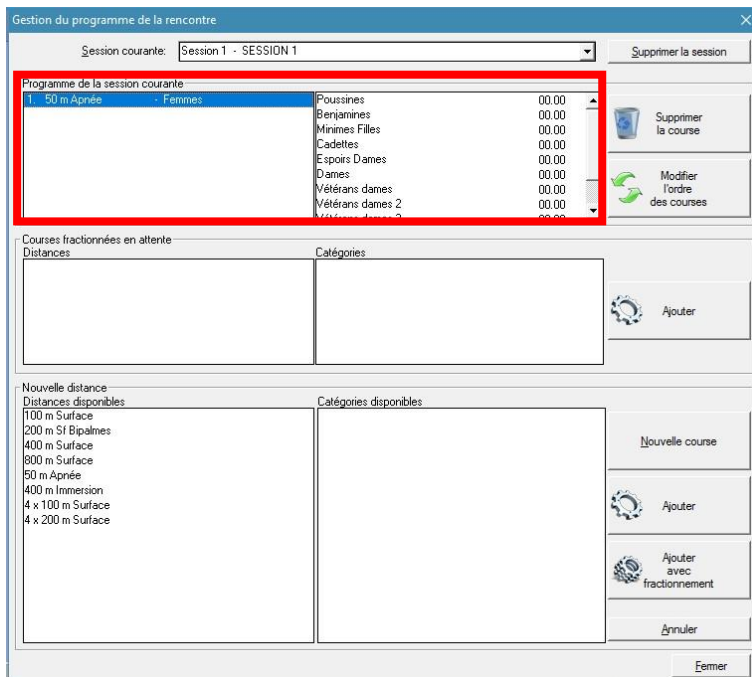 Gestion du programme de la rencontre
Session courante: Session 1 - SESSION 1
Supprimer la session
Programme de la session courante
1. 50 m Apnée - Femmes
Poussines 00.00
Benjamines 00.00
Minimes Filles 00.00
Cadettes 00.00
Espoirs Dames 00.00
Dames 00.00
Vétérans dames 00.00
Vétérans dames 2 00.00
Vétérans dames 3 00.00
Supprimer
la course
Modifier
l'ordre
des courses
Courses fractionnées en attente
Distances
Catégories
Ajouter
Nouvelle distance
Distances disponibles
Catégories disponibles
100 m Surface
200 m Sf Bipalmes
400 m Surface
800 m Surface
50 m Apnée
400 m Immersion
4 x 100 m Surface
4 x 200 m Surface
Nouvelle course
Ajouter
Ajouter
avec
fractionnement
Annuler
Fermer